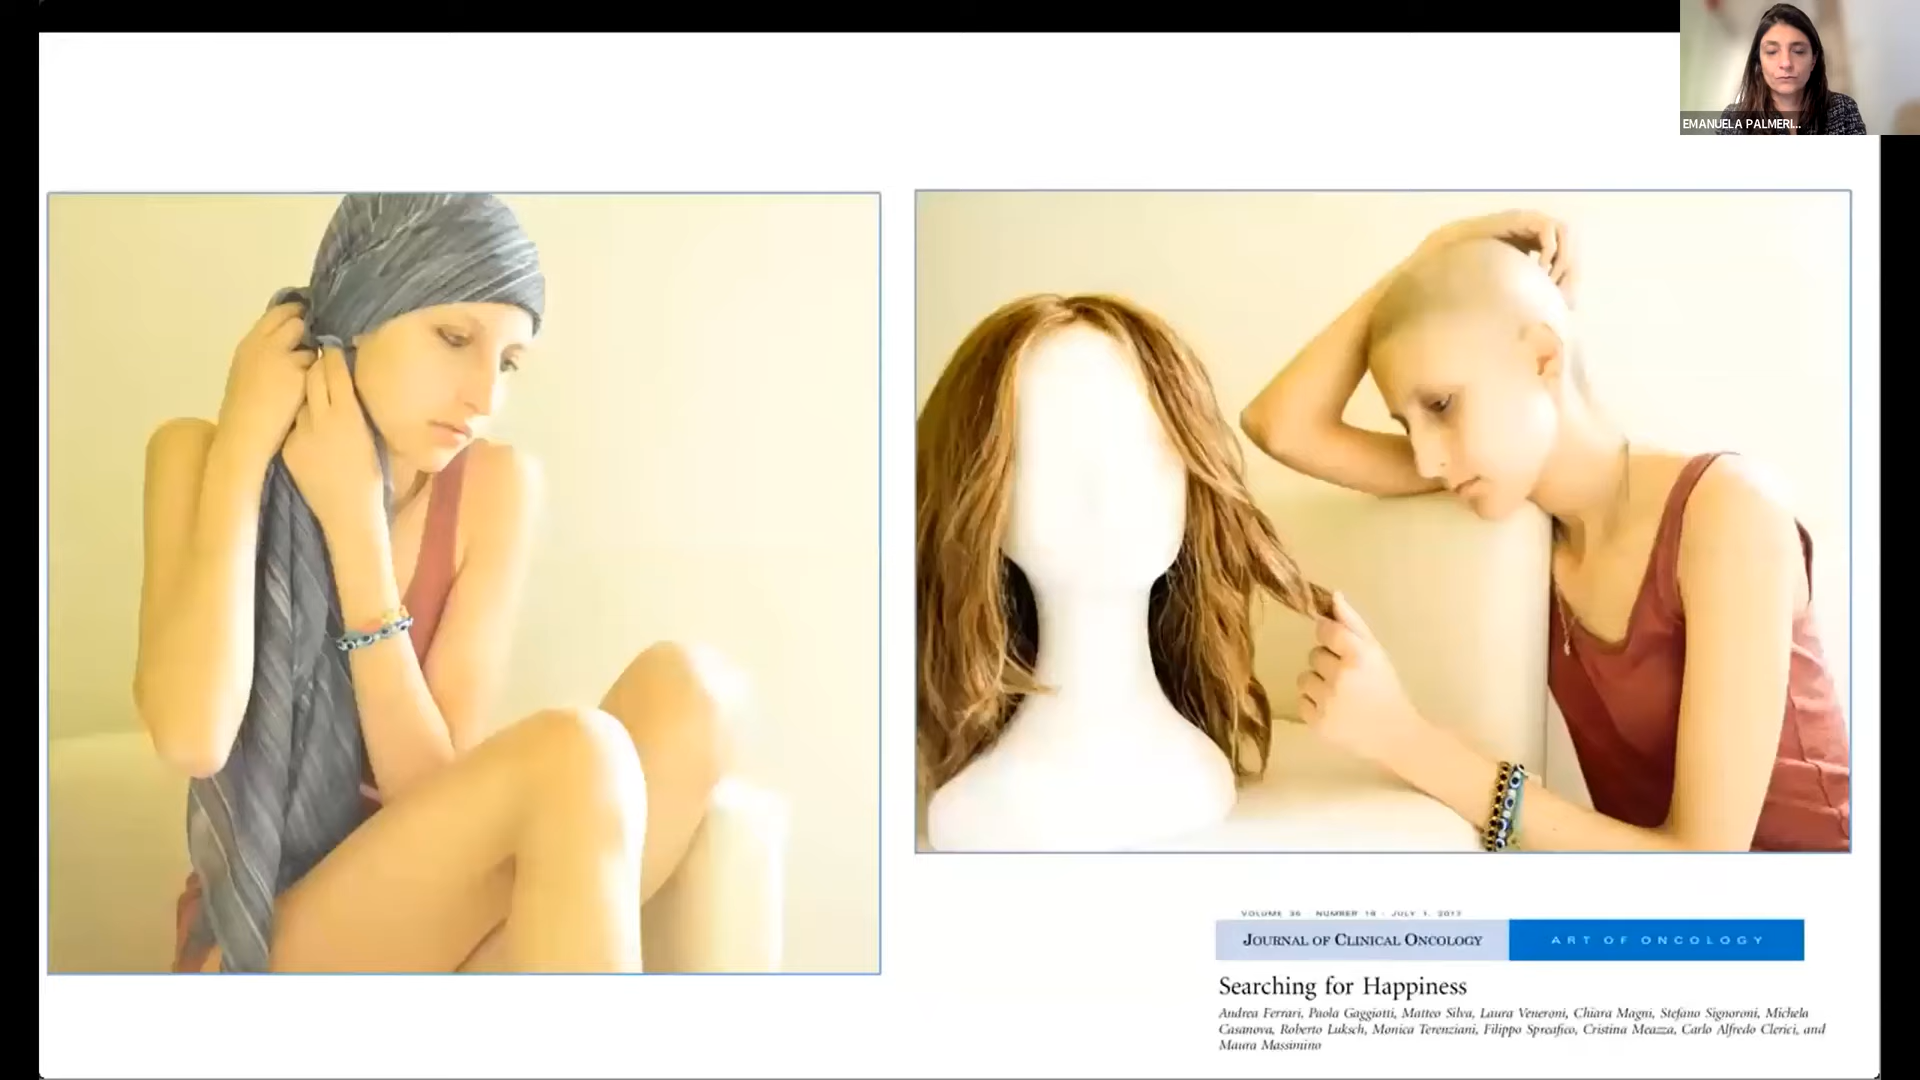 EMANUELA PALMERI...
VOLUME 35 · NUMBER 19 · JULY 1, 2017
JOURNAL OF CLINICAL ONCOLOGY
ART OF ONCOLOGY
Searching for Happiness
Andrea Ferrari, Paola Gaggiotti, Matteo Silva, Laura Veneroni, Chiara Magni, Stefano Signoroni, Michela
Casanova, Roberto Luksch, Monica Terenziani, Filippo Spreafico, Cristina Meazza, Carlo Alfredo Clerici, and
Maura Massimino